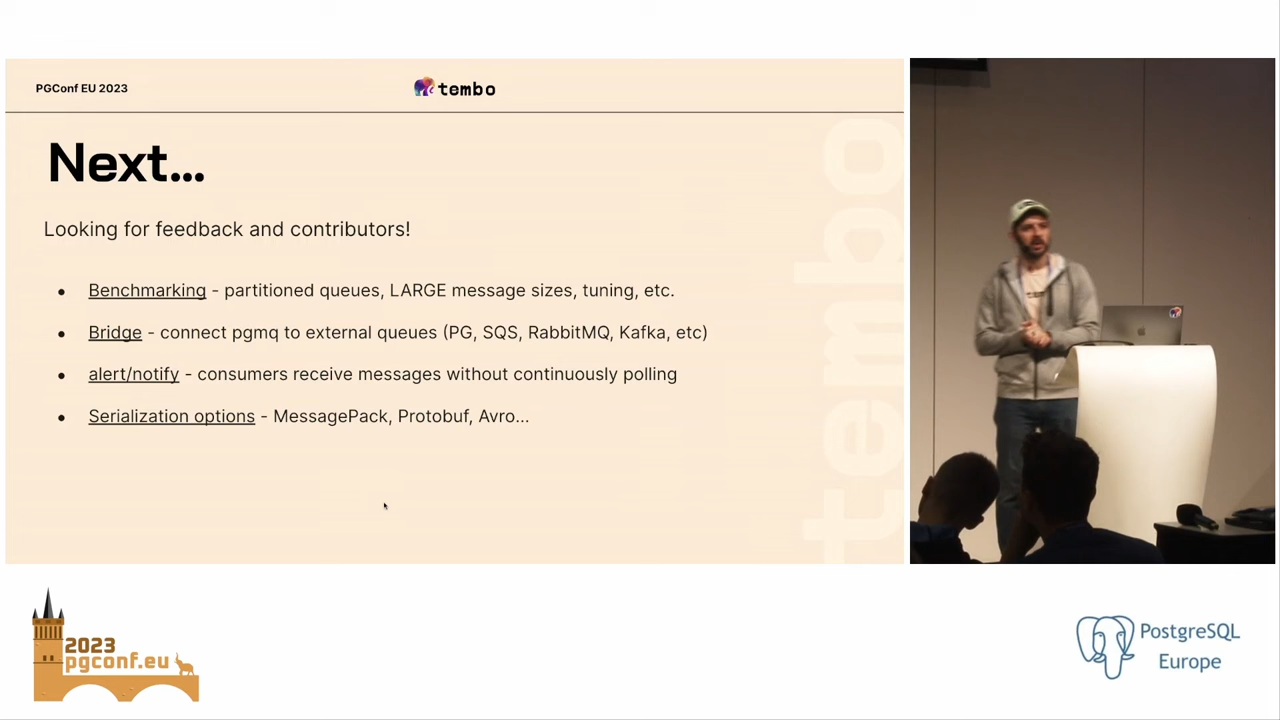 PGConf EU 2023
tembo
Next...
Looking for feedback and contributors!
● Benchmarking - partitioned queues, LARGE message sizes, tuning, etc.
● Bridge - connect pgmq to external queues (PG, SQS, RabbitMQ, Kafka, etc)
● alert/notify - consumers receive messages without continuously polling
● Serialization options - MessagePack, Protobuf, Avro...
tembo
2023
pgconf.eu
PostgreSQL
Europe